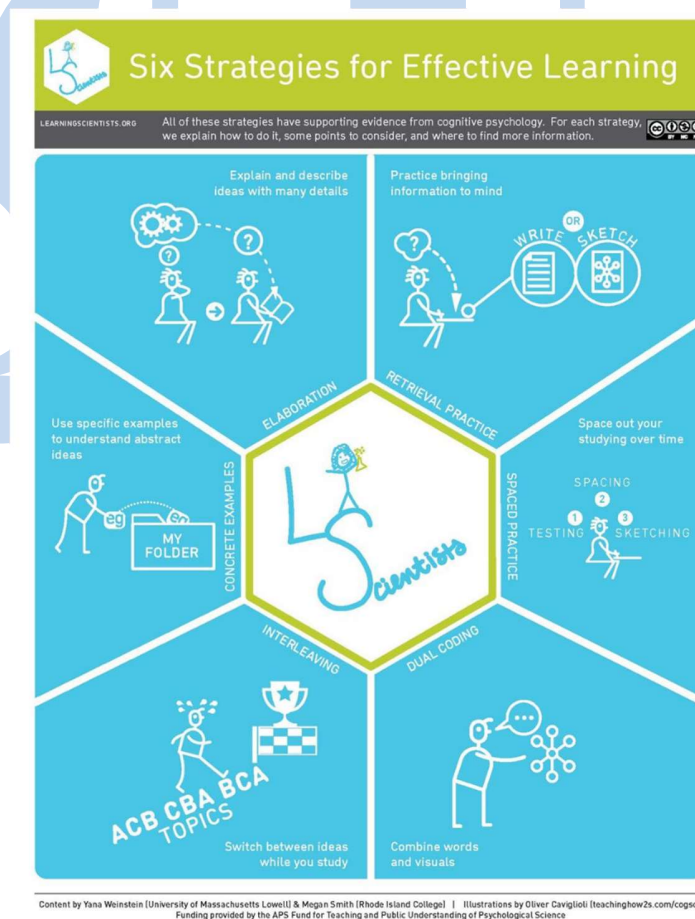 LScientists
Six Strategies for Effective Learning
LEARNINGSCIENTISTS.ORG
All of these strategies have supporting evidence from cognitive psychology. For each strategy,
we explain how to do it, some points to consider, and where to find more information.
cc
BY
Explain and describe
ideas with many details
?
?
Practice bringing
information to mind
?
WRITE
OR
SKETCH
ELABORATION
RETRIEVAL PRACTICE
Use specific examples
to understand abstract
ideas
eg
MY
FOLDER
CONCRETE EXAMPLES
LScientists
SPACED PRACTICE
Space out your
studying over time
SPACING
2
1
3
TESTING
SKETCHING
INTERLEAVING
DUAL CODING
ACB CBA BCA
TOPICS
Switch between ideas
while you study
Combine words
and visuals
Content by Yana Weinstein (University of Massachusetts Lowell) & Megan Smith (Rhode Island College) | Illustrations by Oliver Caviglioli (teachinghow2s.com/cogsc
Funding provided by the APS Fund for Teaching and Public Understanding of Psychological Science